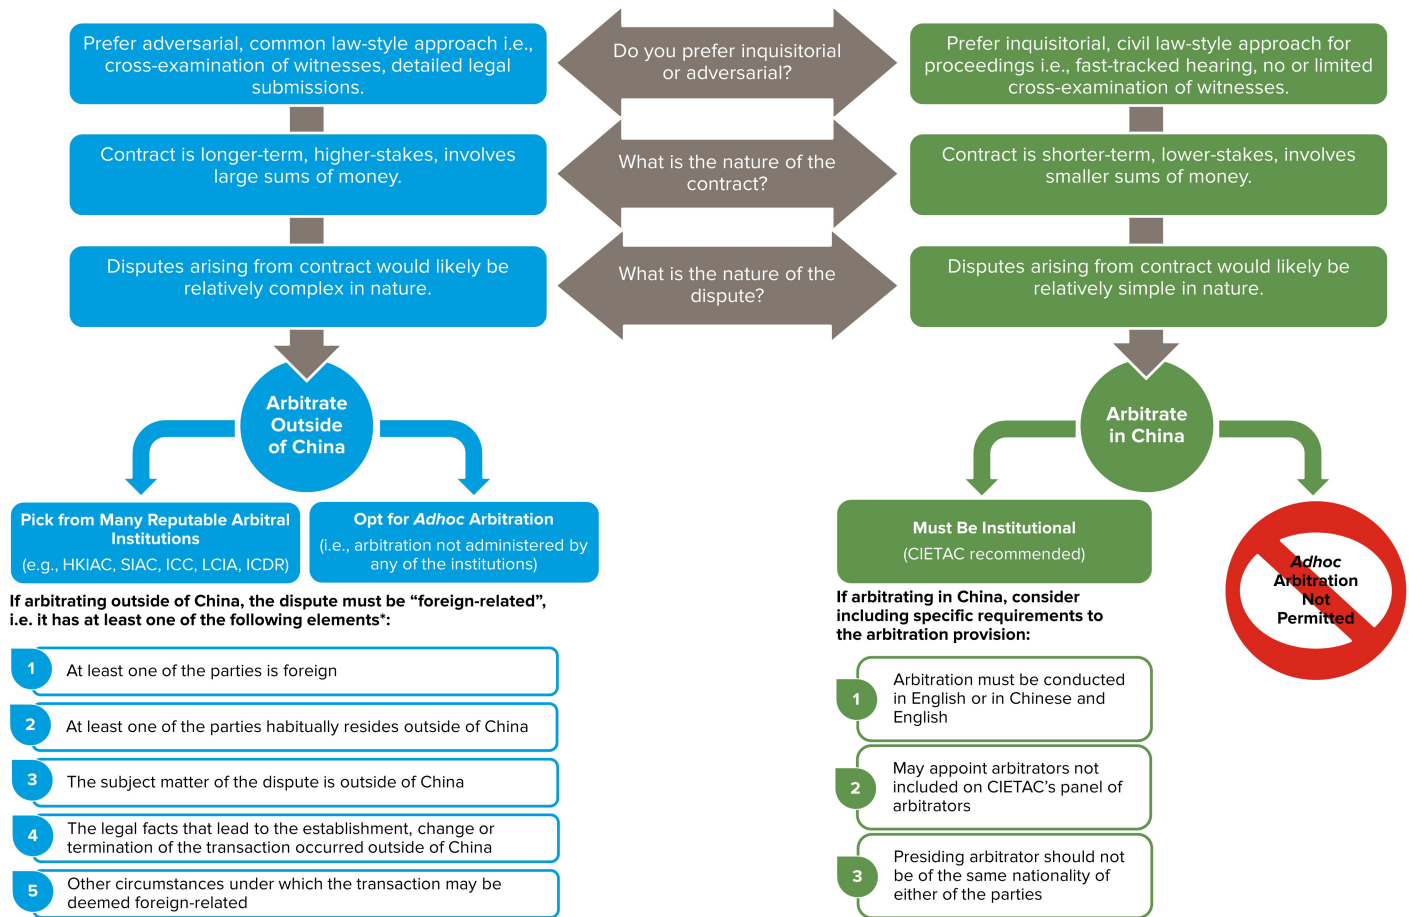 Prefer adversarial, common law-style approach i.e.,
cross-examination of witnesses, detailed legal
submissions.
Do you prefer inquisitorial
or adversarial?
Prefer inquisitorial, civil law-style approach for
proceedings i.e., fast-tracked hearing, no or limited
cross-examination of witnesses.
Contract is longer-term, higher-stakes, involves
large sums of money.
What is the nature of the
contract?
Contract is shorter-term, lower-stakes, involves
smaller sums of money.
Disputes arising from contract would likely be
relatively complex in nature.
What is the nature of the
dispute?
Disputes arising from contract would likely be
relatively simple in nature.
Arbitrate
Outside
of China
Pick from Many Reputable Arbitral
Institutions
(e.g., HKIAC, SIAC, ICC, LCIA, ICDR)
Opt for Adhoc Arbitration
(i.e., arbitration not administered by
any of the institutions)
If arbitrating outside of China, the dispute must be “foreign-related”,
i.e. it has at least one of the following elements*:
1 At least one of the parties is foreign
2 At least one of the parties habitually resides outside of China
3 The subject matter of the dispute is outside of China
4 The legal facts that lead to the establishment, change or
termination of the transaction occurred outside of China
5 Other circumstances under which the transaction may be
deemed foreign-related
Arbitrate
in China
Must Be Institutional
(CIETAC recommended)
Adhoc
Arbitration
Not
Permitted
If arbitrating in China, consider
including specific requirements to
the arbitration provision:
1 Arbitration must be conducted
in English or in Chinese and
English
2 May appoint arbitrators not
included on CIETAC’s panel of
arbitrators
3 Presiding arbitrator should not
be of the same nationality of
either of the parties